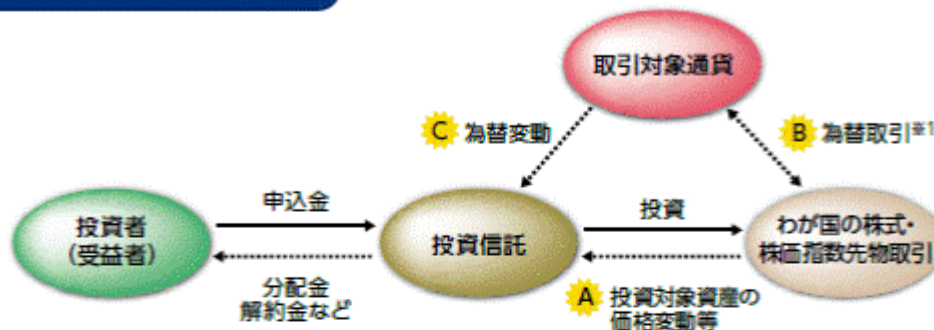 取引対象通貨
C 為替変動
B 為替取引※1
申込金
投資
投資者
(受益者)
投資信託
わが国の株式・
株価指数先物取引
分配金
解約金など
A 投資対象資産の
価格変動等